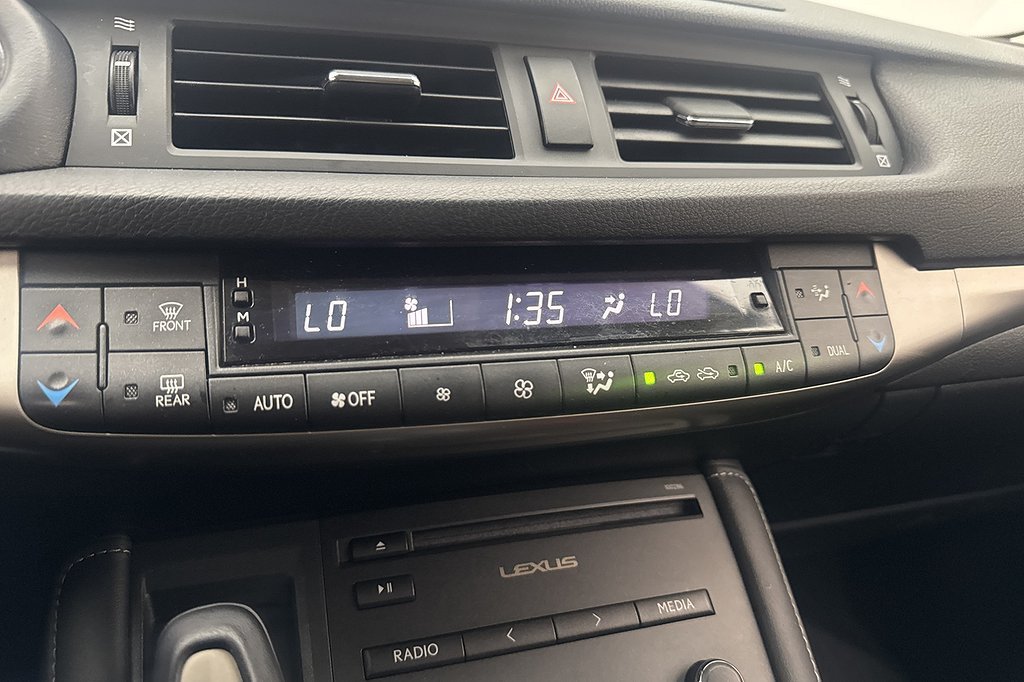 H
M
LO 1:35 LO
FRONT
REAR
AUTO
OFF
A/C
DUAL
LEXUS
RADIO
< > MEDIA